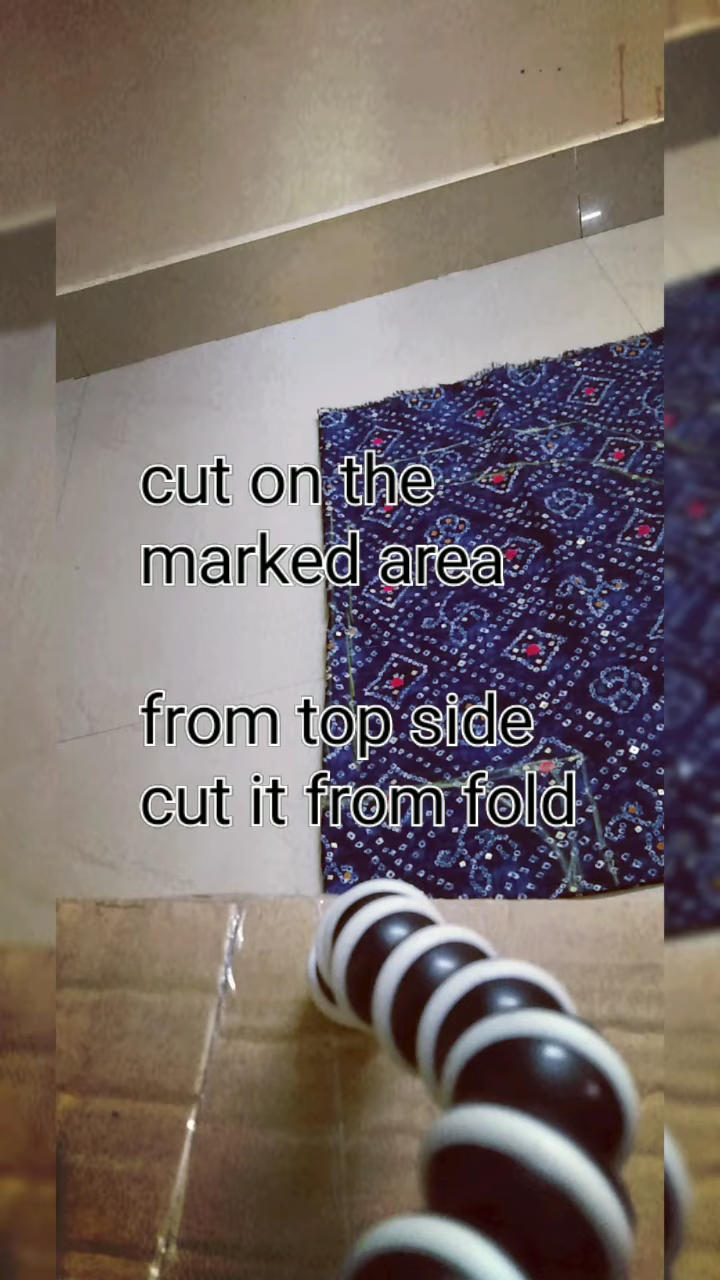 cut on the
marked area
from top side
cut it from fold